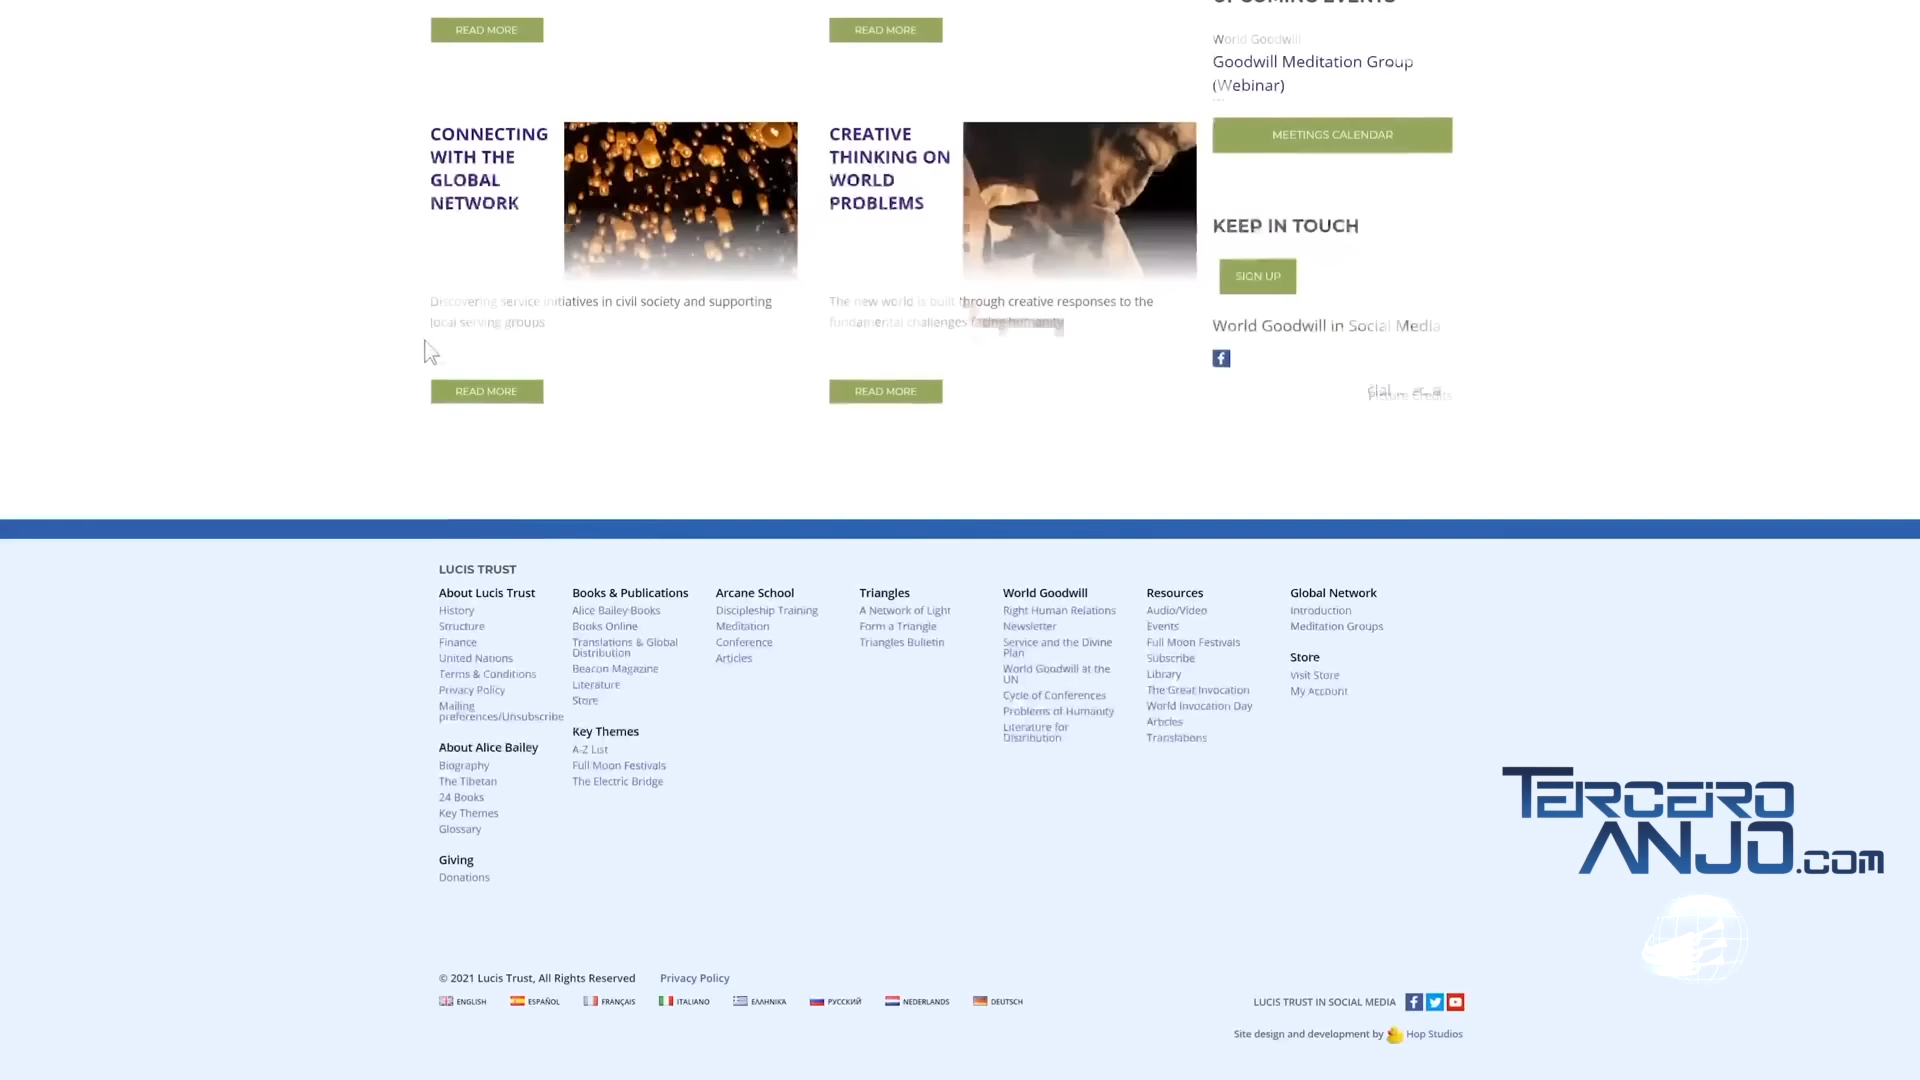 UPCOMING EVENTS
READ MORE
READ MORE
World Goodwill
Goodwill Meditation Group
(Webinar)
MEETINGS CALENDAR
CONNECTING
WITH THE
GLOBAL
NETWORK
CREATIVE
THINKING ON
WORLD
PROBLEMS
KEEP IN TOUCH
SIGN UP
Discovering service initiatives in civil society and supporting
local serving groups
The new world is built through creative responses to the
fundamental challenges facing humanity
World Goodwill in Social Media
READ MORE
READ MORE
Picture Credits
LUCIS TRUST
About Lucis Trust
History
Structure
Finance
United Nations
Terms & Conditions
Privacy Policy
Mailing
preferences/Unsubscribe
About Alice Bailey
Biography
The Tibetan
24 Books
Key Themes
Glossary
Giving
Donations
Books & Publications
Alice Bailey Books
Books Online
Translations & Global
Distribution
Beacon Magazine
Literature
Store
Key Themes
A-Z List
Full Moon Festivals
The Electric Bridge
Arcane School
Discipleship Training
Meditation
Conference
Articles
Triangles
A Network of Light
Form a Triangle
Triangles Bulletin
World Goodwill
Right Human Relations
Newsletter
Service and the Divine
Plan
World Goodwill at the
UN
Cycle of Conferences
Problems of Humanity
Literature for
Distribution
Resources
Audio/Video
Events
Full Moon Festivals
Subscribe
Library
The Great Invocation
World Invocation Day
Articles
Translations
Global Network
Introduction
Meditation Groups
Store
Visit Store
My Account
TERCEIRO
ANJO.COM
© 2021 Lucis Trust, All Rights Reserved Privacy Policy
ENGLISH ESPAÑOL FRANÇAIS ITALIANO ΕΛΛΗΝΙΚΑ РУССКИЙ NEDERLANDS DEUTSCH
LUCIS TRUST IN SOCIAL MEDIA
Site design and development by Hop Studios